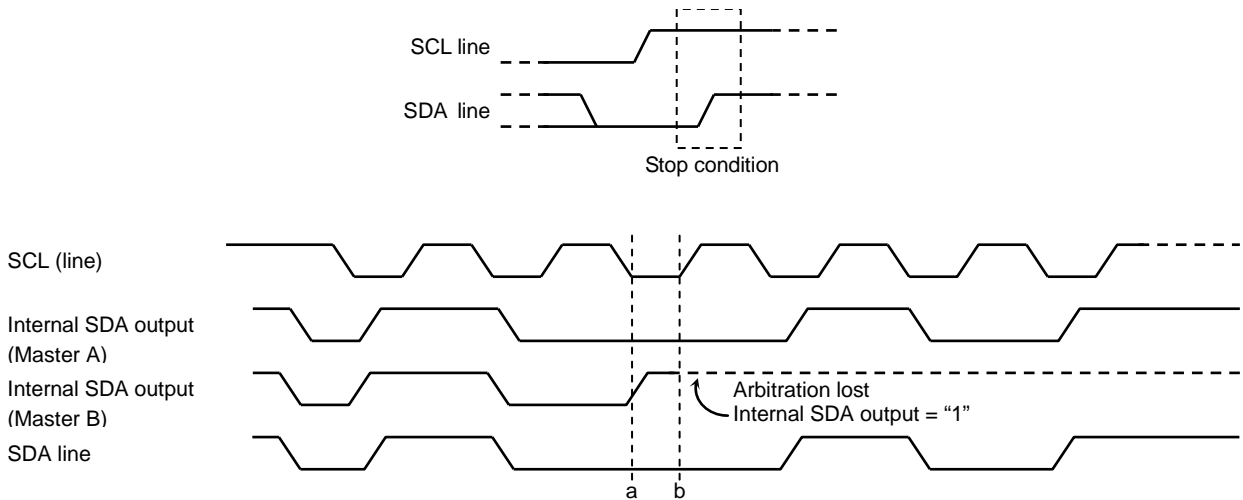 SCL line
SDA line
Stop condition
SCL (line)
Internal SDA output
(Master A)
Internal SDA output
(Master B)
Arbitration lost
Internal SDA output = “1”
SDA line
a b